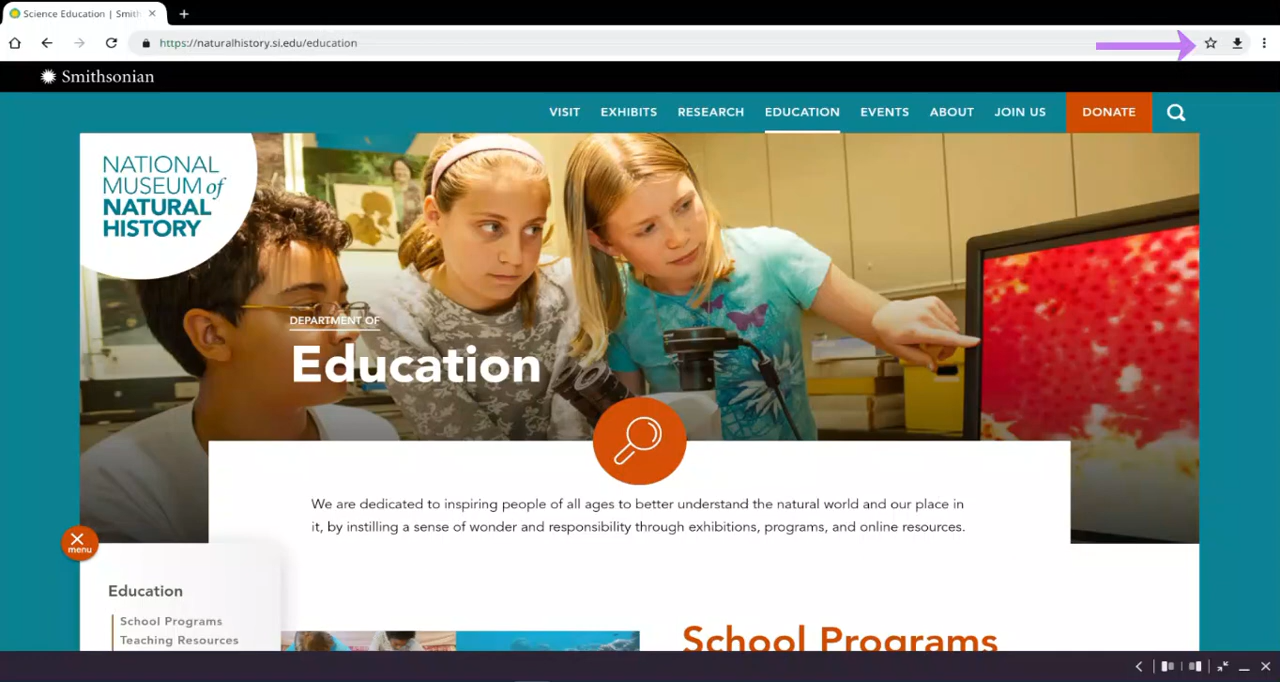 Science Education | Smith
https://naturalhistory.si.edu/education
Smithsonian
VISIT EXHIBITS RESEARCH EDUCATION EVENTS ABOUT JOIN US DONATE
NATIONAL
MUSEUM of
NATURAL
HISTORY
DEPARTMENT OF
Education
We are dedicated to inspiring people of all ages to better understand the natural world and our place in
it, by instilling a sense of wonder and responsibility through exhibitions, programs, and online resources.
menu
Education
School Programs
Teaching Resources
School Programs